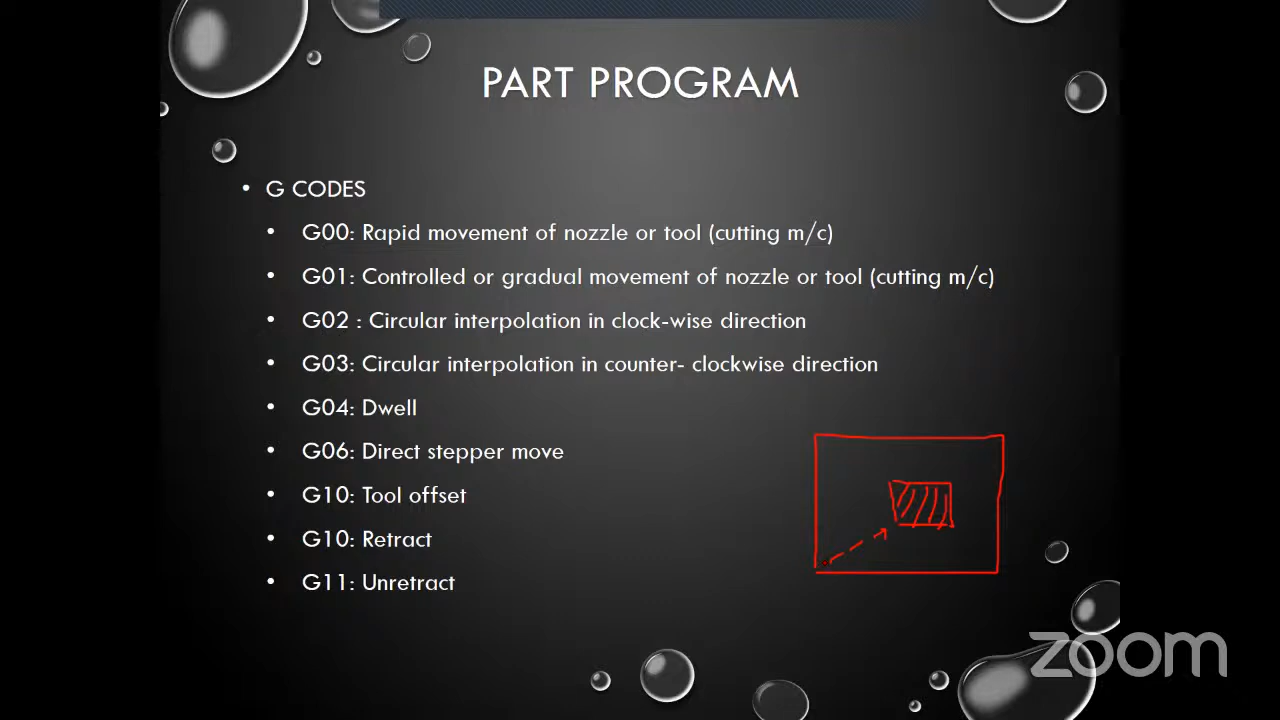 PART PROGRAM
• G CODES
• G00: Rapid movement of nozzle or tool (cutting m/c)
• G01: Controlled or gradual movement of nozzle or tool (cutting m/c)
• G02 : Circular interpolation in clock-wise direction
• G03: Circular interpolation in counter- clockwise direction
• G04: Dwell
• G06: Direct stepper move
• G10: Tool offset
• G10: Retract
• G11: Unretract
zoom